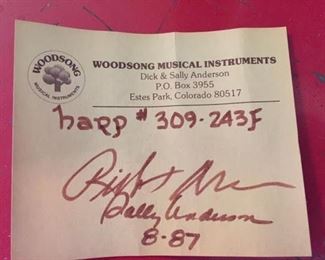 WOODSONG
MUSICAL INSTRUMENTS
WOODSONG MUSICAL INSTRUMENTS
Dick & Sally Anderson
P.O. Box 3955
Estes Park, Colorado 80517
harp # 309-243F
Sally Anderson
8-87